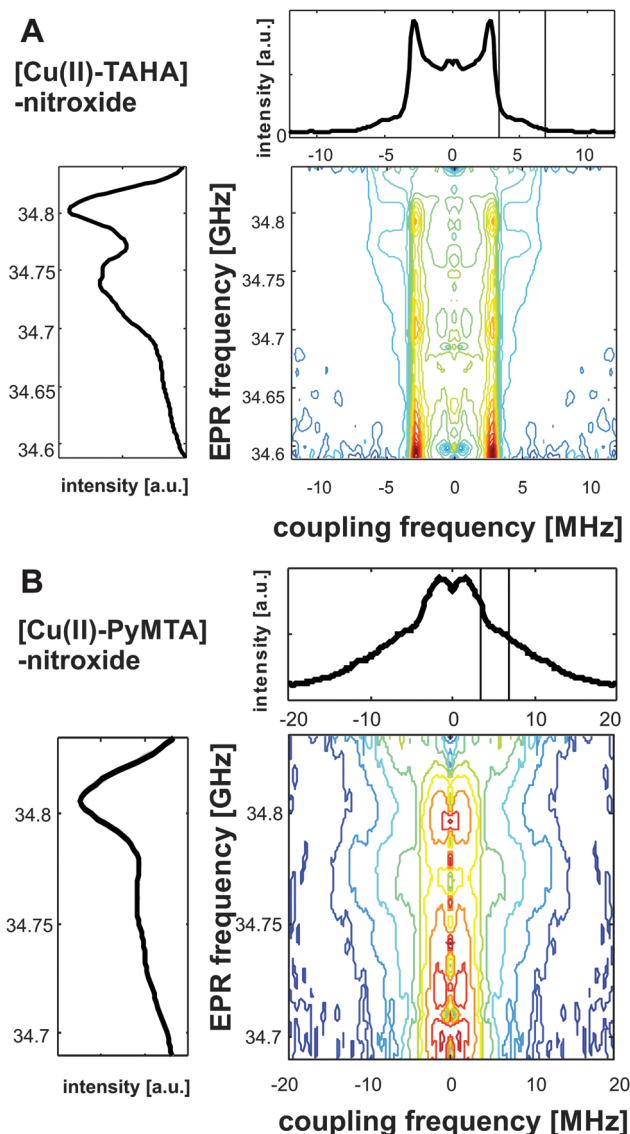 A
[Cu(II)-TAHA]
-nitroxide
intensity [a.u.]
0
-10 -5 0 5 10
34.8
34.75
34.7
34.65
34.6
intensity [a.u.]
EPR frequency [GHz]
34.8
34.75
34.7
34.65
34.6
-10 -5 0 5 10
coupling frequency [MHz]
B
[Cu(II)-PyMTA]
-nitroxide
intensity [a.u.]
-20 -10 0 10 20
34.8
34.75
34.7
intensity [a.u.]
EPR frequency [GHz]
34.8
34.75
34.7
-20 -10 0 10 20
coupling frequency [MHz]